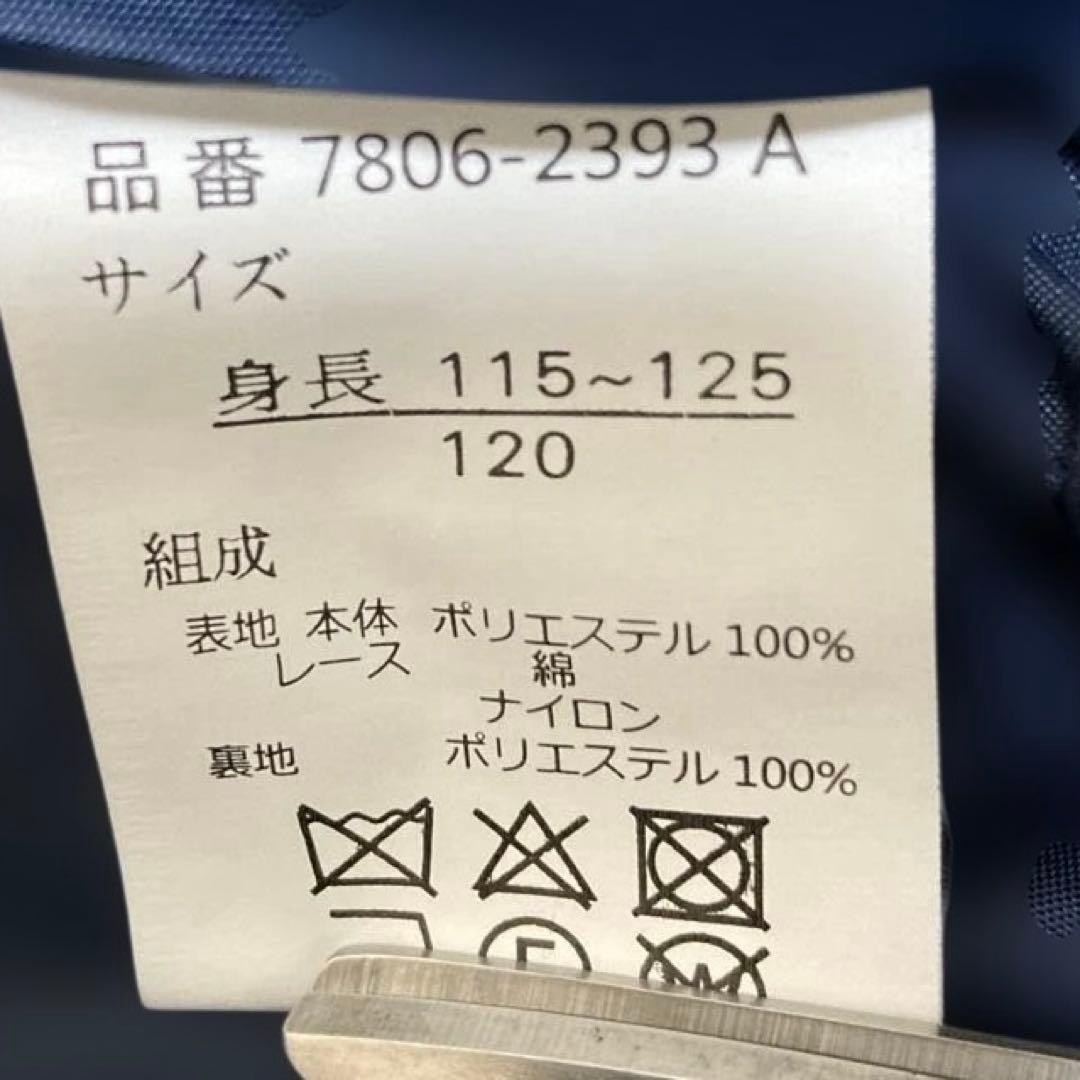 品番 7806-2393 A
サイズ
身長 115~125
120
組成
表地 本体 ポリエステル 100%
レース 綿
ナイロン
裏地 ポリエステル 100%
F
W